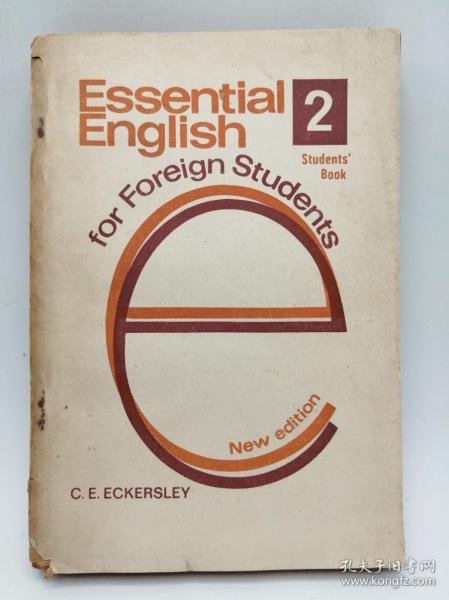 Essential
English
2
Students'
Book
for Foreign Students
New edition
C. E. ECKERSLEY
孔夫子旧书网
www.kongfz.com